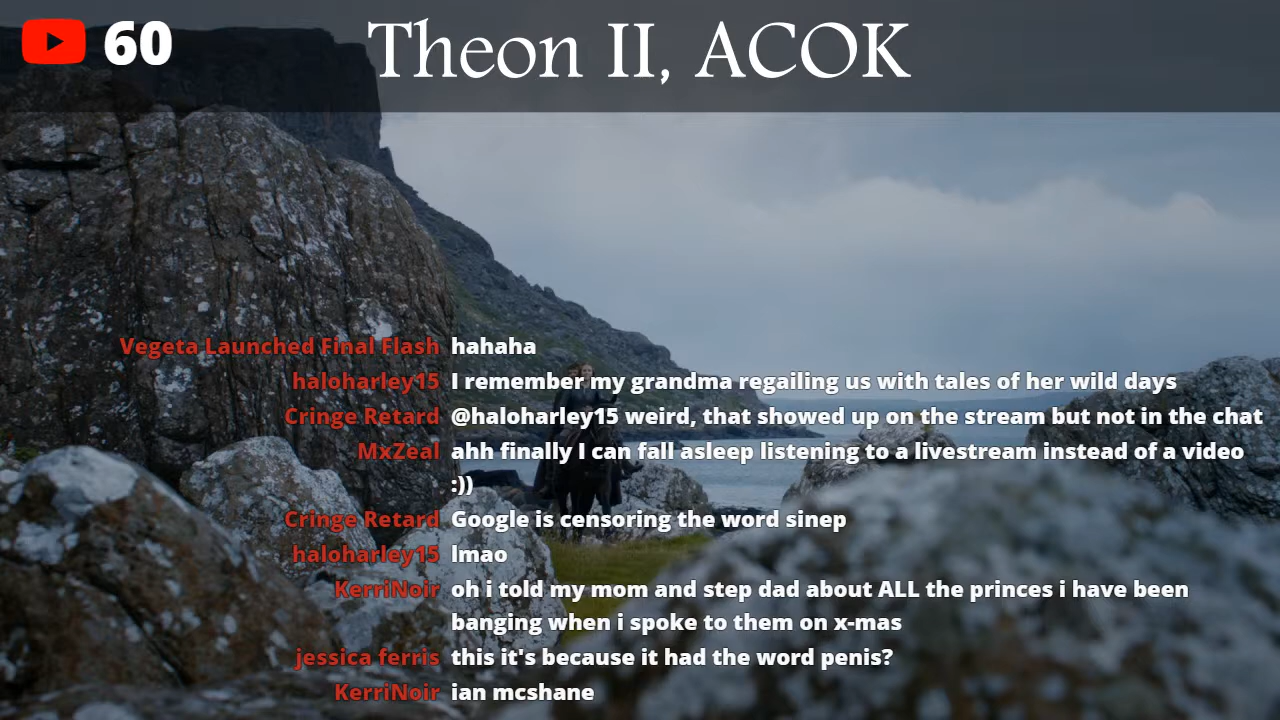 60
Theon II, ACOK
Vegeta Launched Final Flash hahaha
haloharley15 I remember my grandma regailing us with tales of her wild days
Cringe Retard @haloharley15 weird, that showed up on the stream but not in the chat
MxZeal ahh finally I can fall asleep listening to a livestream instead of a video
:))
Cringe Retard Google is censoring the word sinep
haloharley15 lmao
KerriNoir oh i told my mom and step dad about ALL the princes i have been
banging when i spoke to them on x-mas
jessica ferris this it's because it had the word penis?
KerriNoir ian mcshane